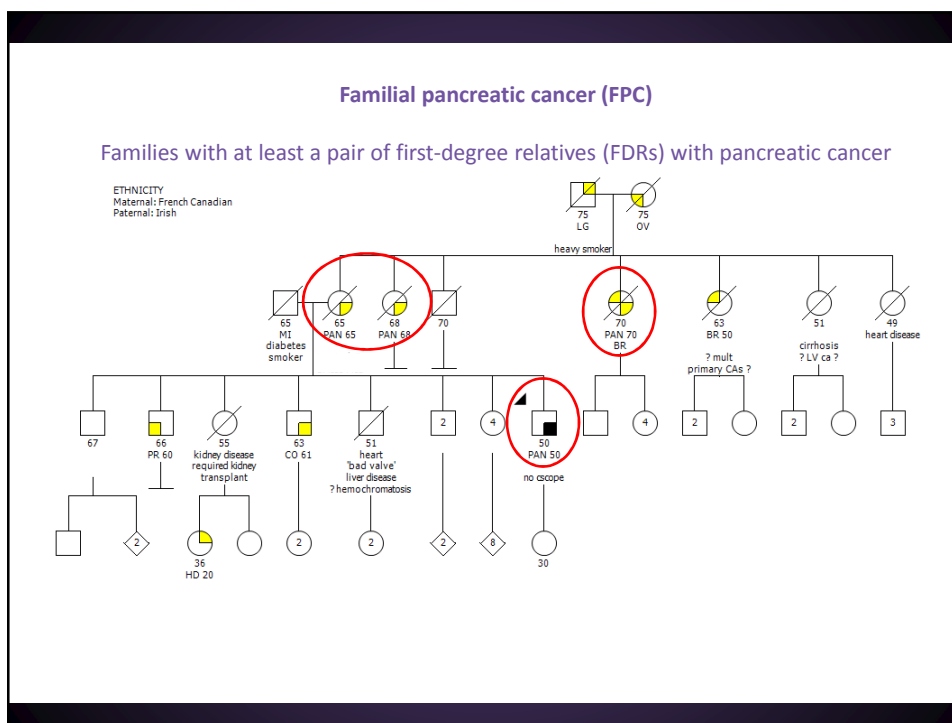 Familial pancreatic cancer (FPC)
Families with at least a pair of first-degree relatives (FDRs) with pancreatic cancer
ETHNICITY
Maternal: French Canadian
Paternal: Irish
75
LG
75
OV
heavy smoker
65
MI
diabetes
smoker
65
PAN 65
68
PAN 68
70
70
PAN 70
BR
63
BR 50
? mult
primary CAs ?
51
cirrhosis
? LV ca ?
49
heart disease
67
66
PR 60
55
kidney disease
required kidney
transplant
63
CO 61
51
heart
'bad valve'
liver disease
? hemochromatosis
2
4
50
PAN 50
no cscope
4
2
2
3
2
36
HD 20
2
2
2
8
30